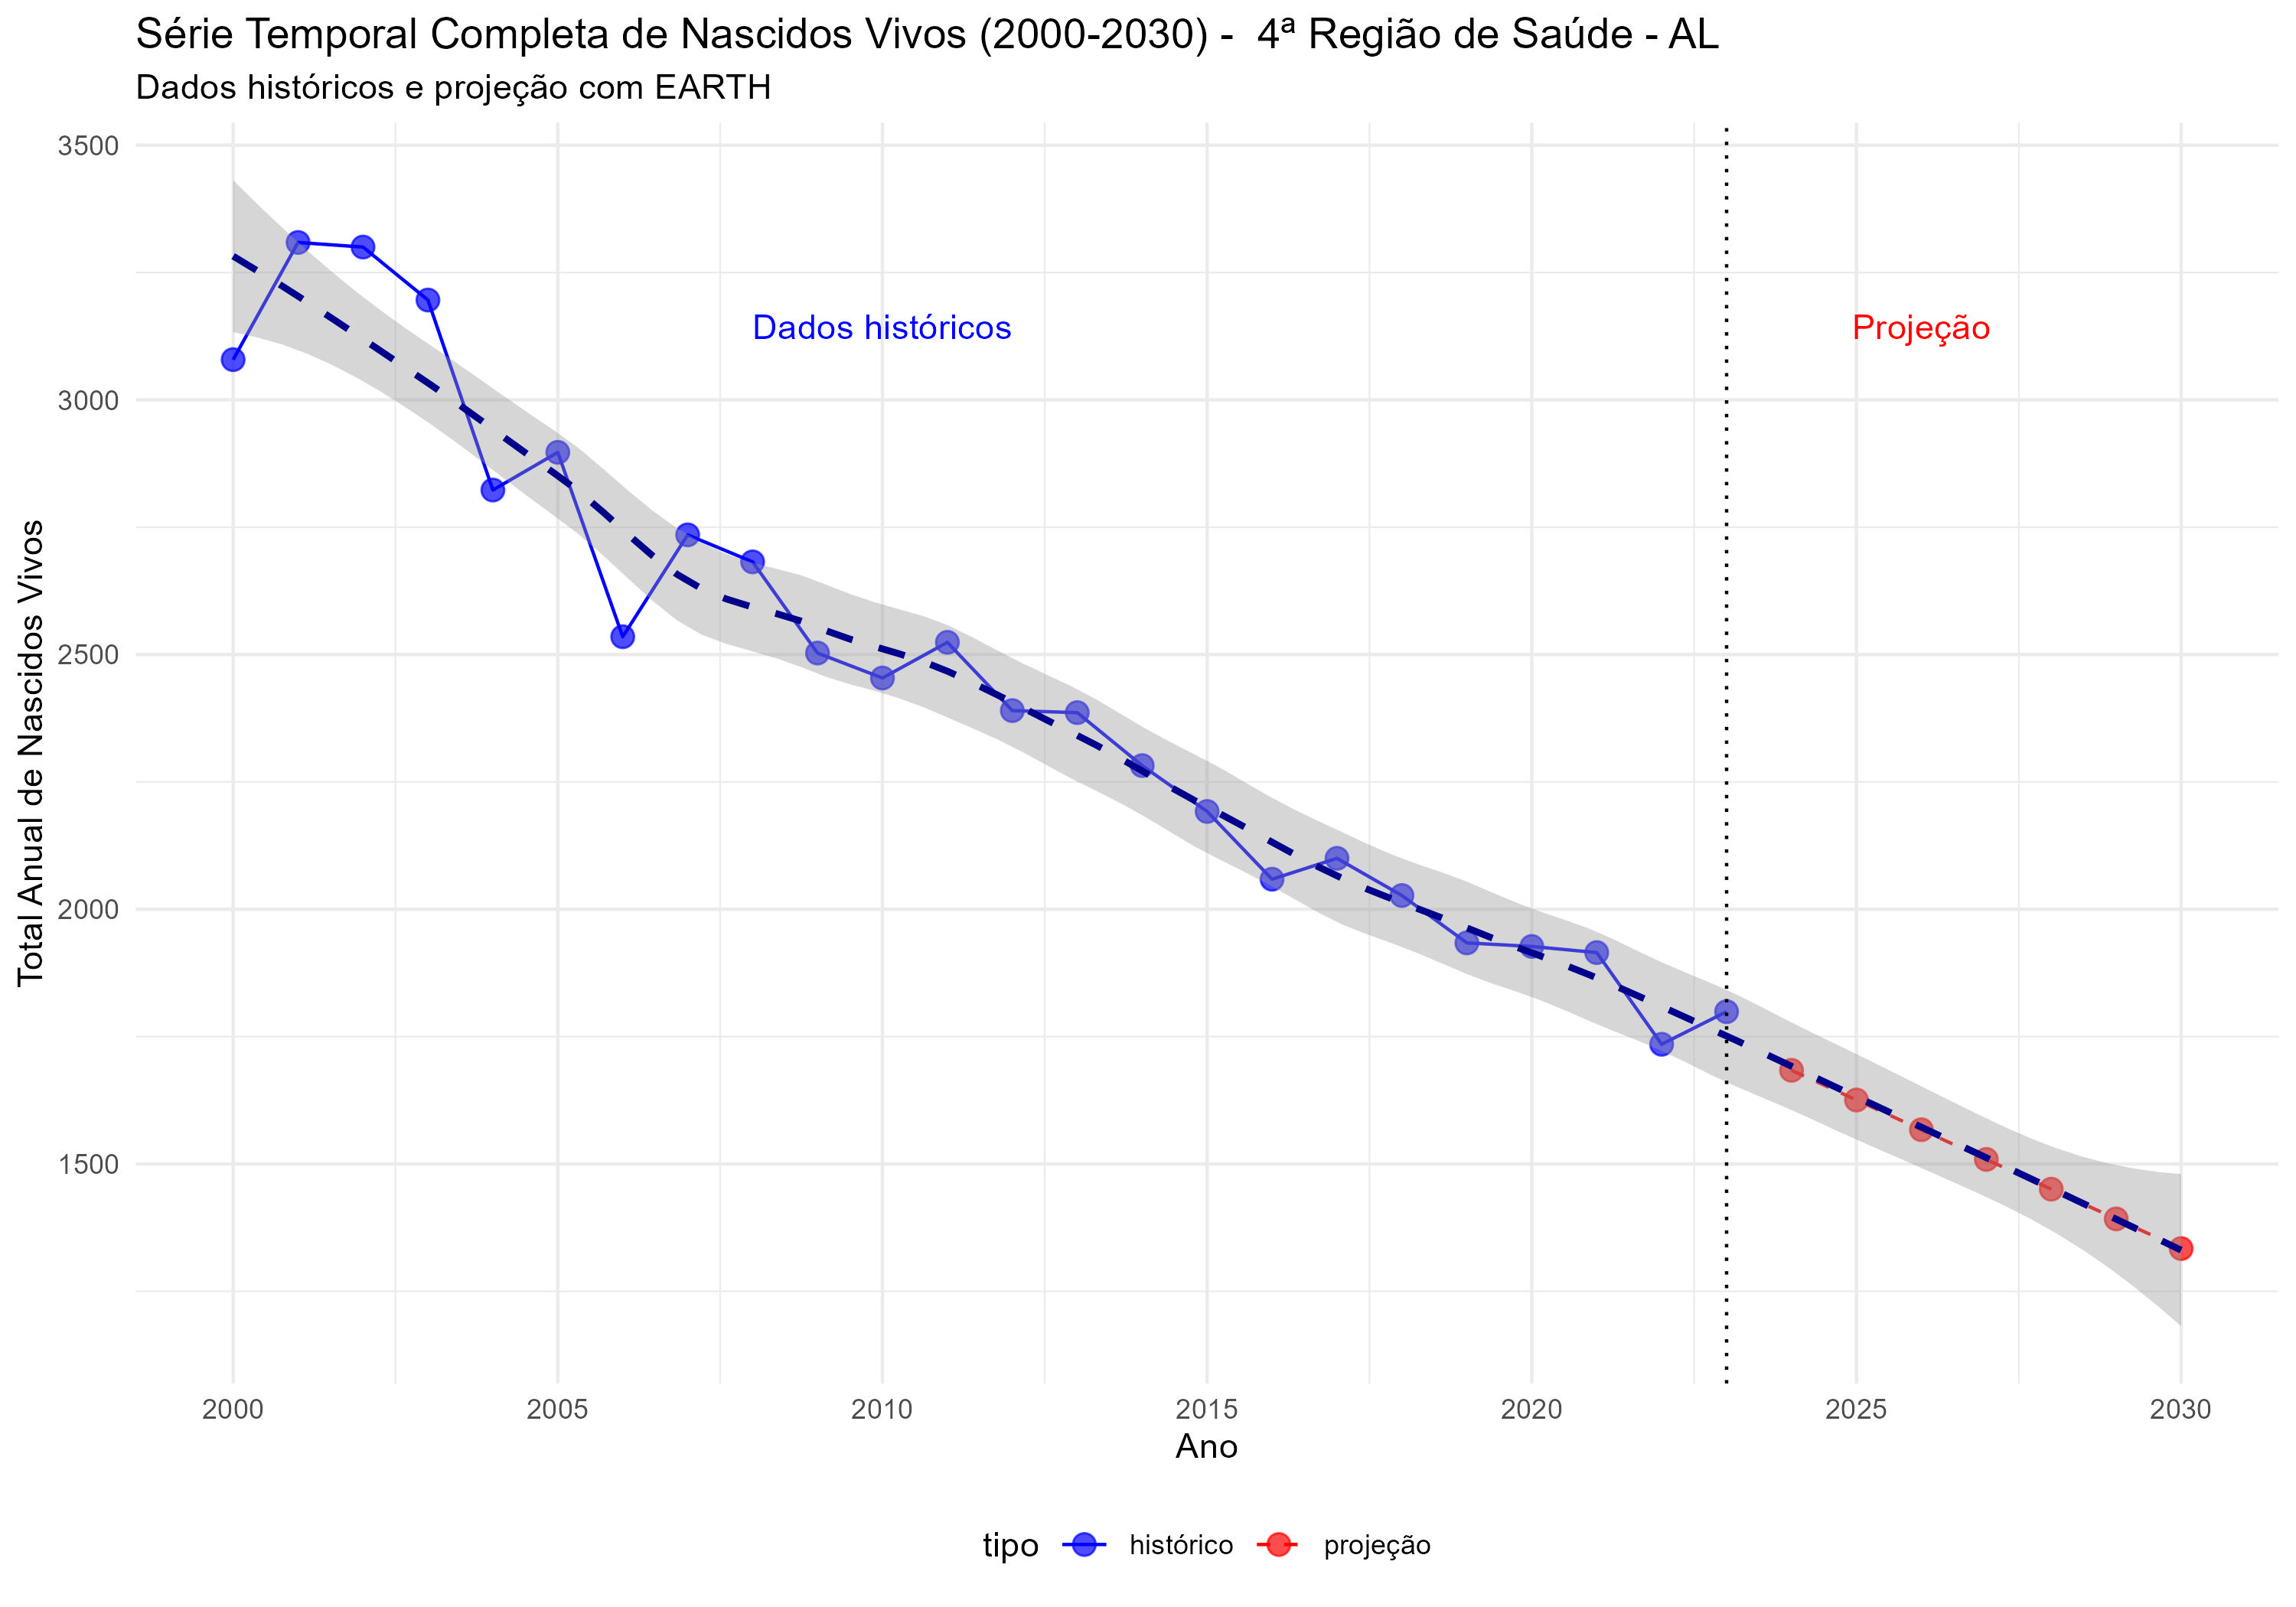 Série Temporal Completa de Nascidos Vivos (2000-2030) -  4ª Região de Saúde - AL
Dados históricos e projeção com EARTH
Total Anual de Nascidos Vivos
3500
3000
2500
2000
1500
Dados históricos
Projeção
2000 2005 2010 2015 2020 2025 2030
Ano
tipo histórico projeção